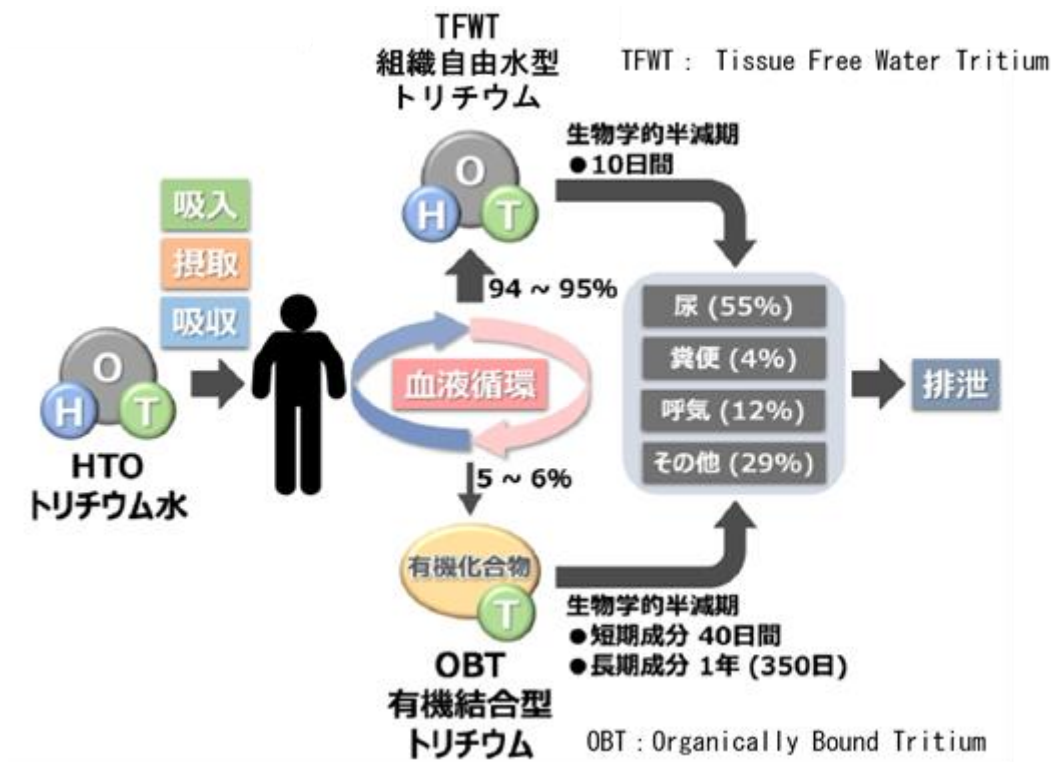 TFWT
組織自由水型
トリチウム
TFWT： Tissue Free Water Tritium
生物学的半減期
●10日間
O
H
T
吸入
摂取
吸収
94 ~ 95%
O
H
T
HTO
トリチウム水
血液循環
尿 (55%)
糞便 (4%)
呼気 (12%)
その他 (29%)
排泄
5 ~ 6%
有機化合物
T
生物学的半減期
●短期成分 40日間
●長期成分 1年 (350日)
OBT
有機結合型
トリチウム
OBT：Organically Bound Tritium